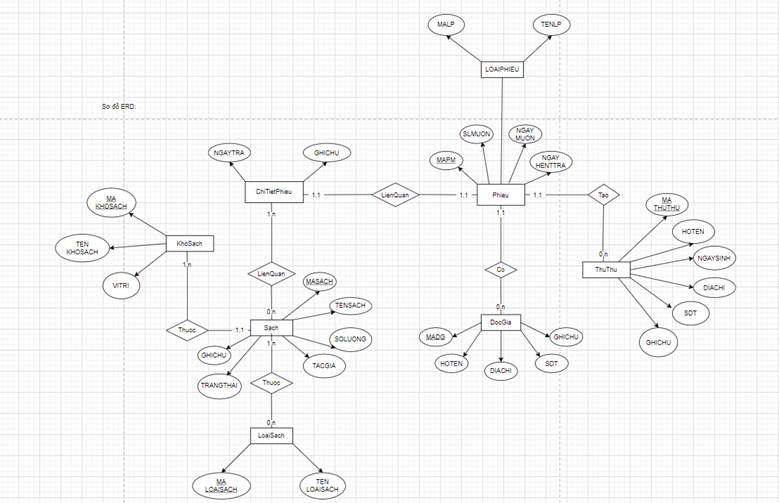 MALP
TENLP
LOAIPHIEU
Sơ đồ ERD:
SLMUON
NGAY
MUON
NGAYTRA
GHICHU
MAPM
NGAY
HENTTRA
ChiTietPhieu
1,1
LienQuan
1,1
Phieu
1,1
Tao
MA
KHOSACH
MA
THUTHU
1,n
1,1
HOTEN
TEN
KHOSACH
KhoSach
0,n
NGAYSINH
1,n
LienQuan
Co
ThuThu
VITRI
MASACH
DIACHI
TENSACH
0,n
0,n
SDT
Thuoc
1,1
Sach
DocGia
1,n
SOLUONG
MADG
GHICHU
GHICHU
GHICHU
TRANGTHAI
TACGIA
HOTEN
DIACHI
SDT
Thuoc
0,n
LoaiSach
MA
LOAISACH
TEN
LOAISACH